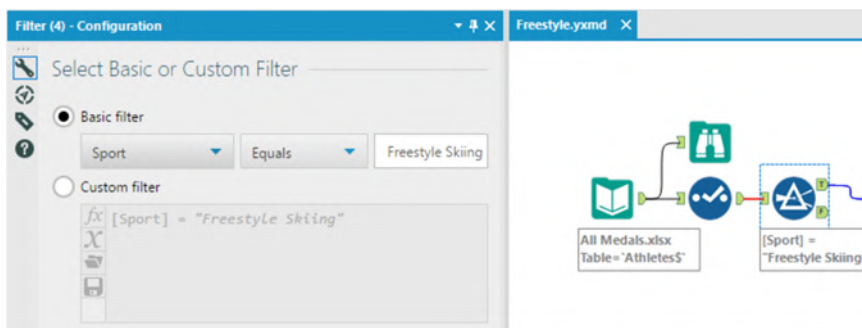 Filter (4) - Configuration
Freestyle.yxmd
Select Basic or Custom Filter
Basic filter
Sport
Equals
Freestyle Skiing
Custom filter
[Sport] = "Freestyle Skiing"
All Medals.xlsx
Table=`Athletes$`
[Sport] =
"Freestyle Skiing
T
F